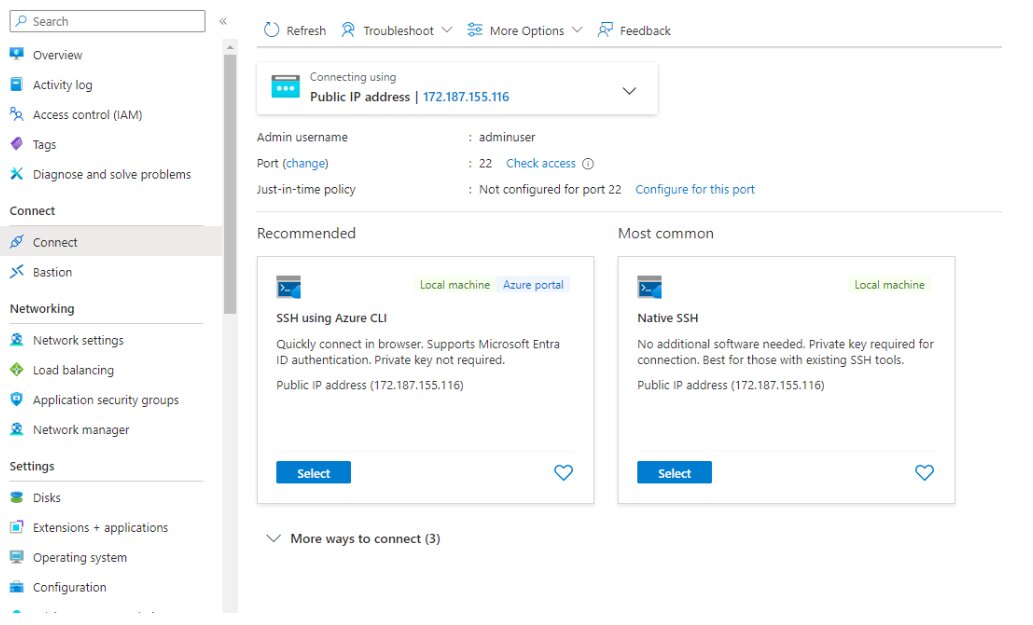 Search
«
Overview
Activity log
Access control (IAM)
Tags
Diagnose and solve problems
Connect
Connect
Bastion
Networking
Network settings
Load balancing
Application security groups
Network manager
Settings
Disks
Extensions + applications
Operating system
Configuration
Refresh Troubleshoot More Options Feedback
Connecting using
Public IP address | 172.187.155.116
Admin username : adminuser
Port (change) : 22 Check access
Just-in-time policy : Not configured for port 22 Configure for this port
Recommended
Local machine Azure portal
SSH using Azure CLI
Quickly connect in browser. Supports Microsoft Entra
ID authentication. Private key not required.
Public IP address (172.187.155.116)
Select
Most common
Local machine
Native SSH
No additional software needed. Private key required for
connection. Best for those with existing SSH tools.
Public IP address (172.187.155.116)
Select
More ways to connect (3)